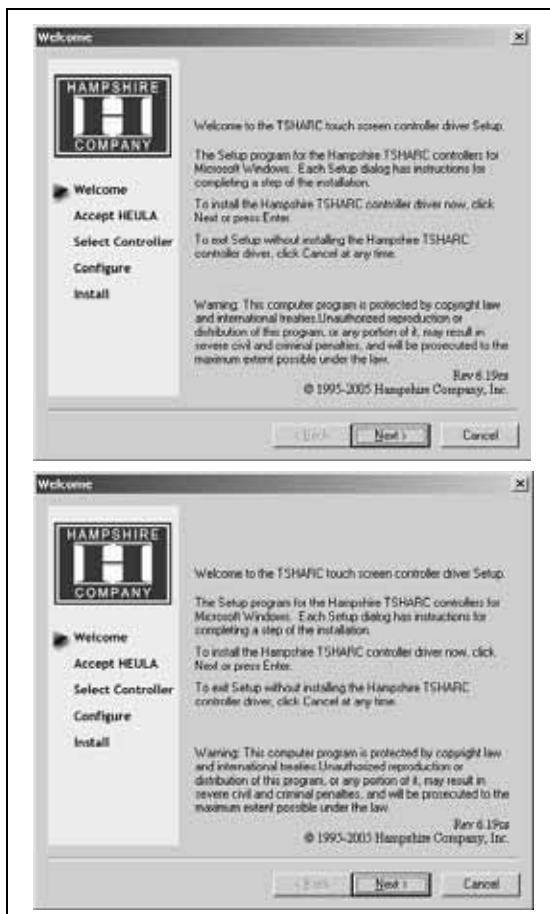 Welcome
HAMPSHIRE
COMPANY
Welcome
Accept HEULA
Select Controller
Configure
Install
Welcome to the TSHARC touch screen controller driver Setup.
The Setup program for the Hampshire TSHARC controllers for
Microsoft Windows. Each Setup dialog has instructions for
completing a step of the installation.
To install the Hampshire TSHARC controller driver now, click
Next or press Enter.
To exit Setup without installing the Hampshire TSHARC
controller driver, click Cancel at any time.
Warning: This computer program is protected by copyright law
and international treaties.Unauthorized reproduction or
distribution of this program, or any portion of it, may result in
severe civil and criminal penalties, and will be prosecuted to the
maximum extent possible under the law.
Rev 6.19
© 1995-2005 Hampshire Company, Inc.
< Back Next > Cancel
Welcome
HAMPSHIRE
COMPANY
Welcome
Accept HEULA
Select Controller
Configure
Install
Welcome to the TSHARC touch screen controller driver Setup.
The Setup program for the Hampshire TSHARC controllers for
Microsoft Windows. Each Setup dialog has instructions for
completing a step of the installation.
To install the Hampshire TSHARC controller driver now, click
Next or press Enter.
To exit Setup without installing the Hampshire TSHARC
controller driver, click Cancel at any time.
Warning: This computer program is protected by copyright law
and international treaties.Unauthorized reproduction or
distribution of this program, or any portion of it, may result in
severe civil and criminal penalties, and will be prosecuted to the
maximum extent possible under the law.
Rev 6.19
© 1995-2005 Hampshire Company, Inc.
< Back Next > Cancel